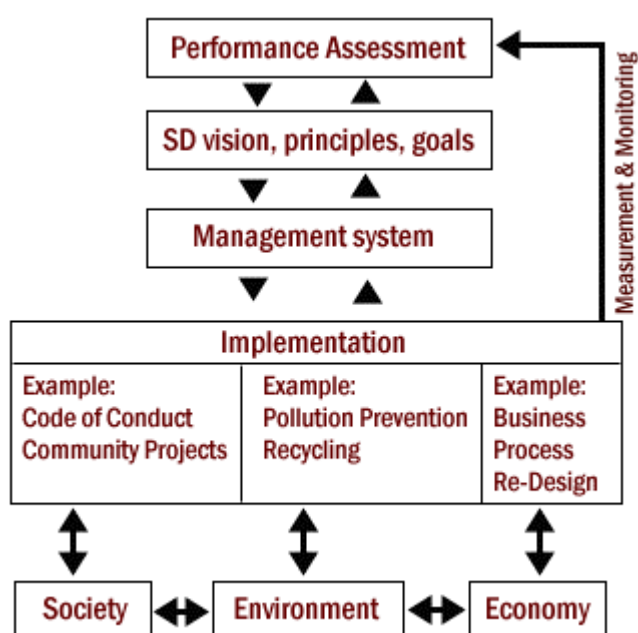 Performance Assessment
SD vision, principles, goals
Management system
Measurement & Monitoring
Implementation
Example:
Code of Conduct
Community Projects
Example:
Pollution Prevention
Recycling
Example:
Business
Process
Re-Design
Society
Environment
Economy